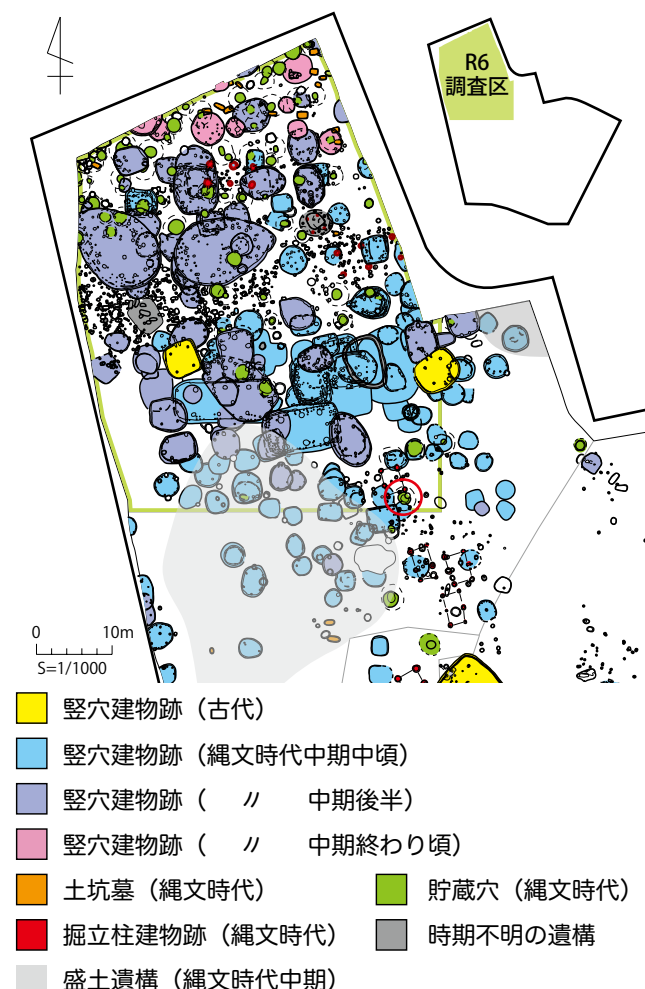 R6
調査区
0 10m
S=1/1000
竪穴建物跡（古代）
竪穴建物跡（縄文時代中期中頃）
竪穴建物跡（ 〃 中期後半）
竪穴建物跡（ 〃 中期終わり頃）
土坑墓（縄文時代） 貯蔵穴（縄文時代）
掘立柱建物跡（縄文時代） 時期不明の遺構
盛土遺構（縄文時代中期）